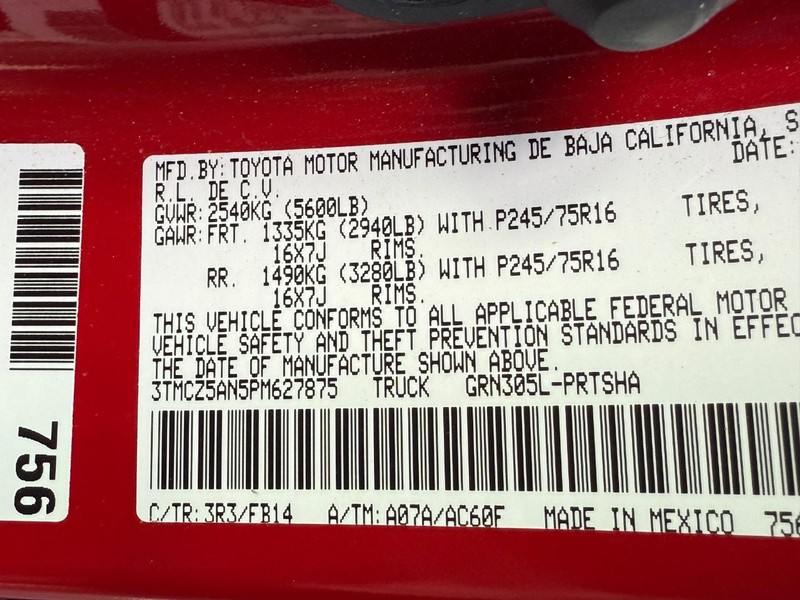 MFD.BY:TOYOTA MOTOR MANUFACTURING DE BAJA CALIFORNIA, S
DATE:
R.L. DE C.V.
GVWR:2540KG (5600LB)
GAWR:FRT. 1335KG (2940LB) WITH P245/75R16 TIRES,
16X7J RIMS.
RR. 1490KG (3280LB) WITH P245/75R16 TIRES,
16X7J RIMS.
THIS VEHICLE CONFORMS TO ALL APPLICABLE FEDERAL MOTOR
VEHICLE SAFETY AND THEFT PREVENTION STANDARDS IN EFFEC
THE DATE OF MANUFACTURE SHOWN ABOVE.
3TMCZ5AN5PM627875 TRUCK GRN305L-PRTSHA
C/TR:3R3/FB14 A/TM:A07A/AC60F MADE IN MEXICO 756
756